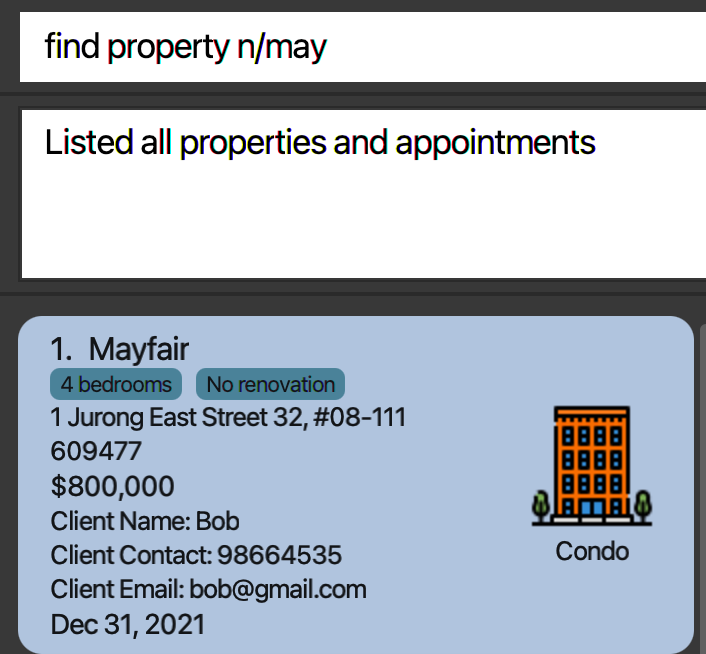 find property n/may
Listed all properties and appointments
1. Mayfair
4 bedrooms No renovation
1 Jurong East Street 32, #08-111
609477
$800,000
Client Name: Bob
Client Contact: 98664535
Client Email: bob@gmail.com
Dec 31, 2021
Condo